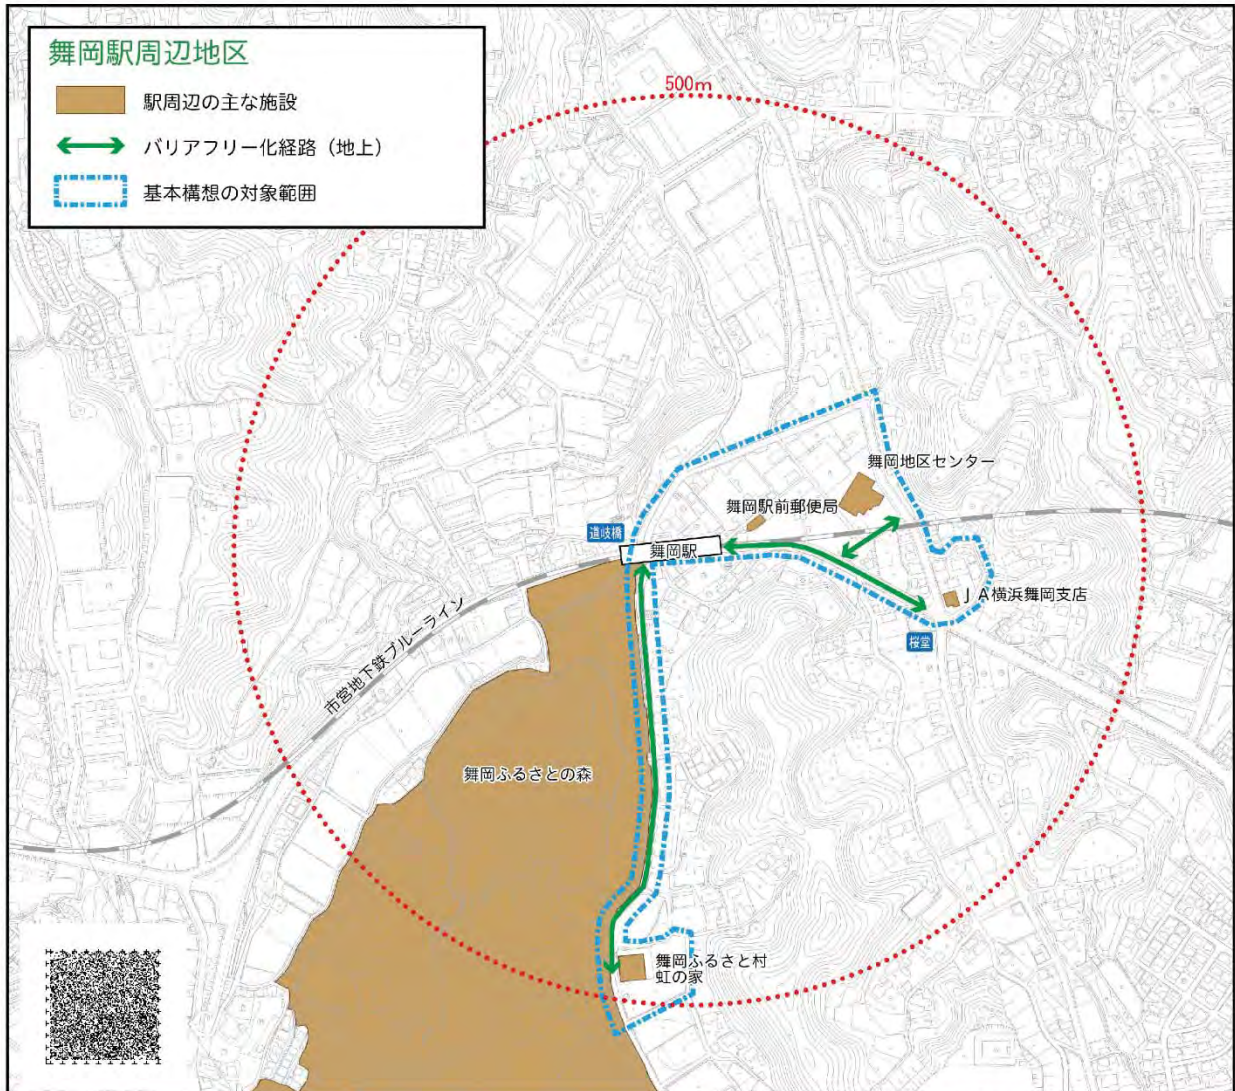 舞岡駅周辺地区
駅周辺の主な施設
バリアフリー化経路（地上）
基本構想の対象範囲
500m
舞岡地区センター
舞岡駅前郵便局
道岐橋
舞岡駅
ＪＡ横浜舞岡支店
桜堂
市営地下鉄ブルーライン
舞岡ふるさとの森
舞岡ふるさと村
虹の家